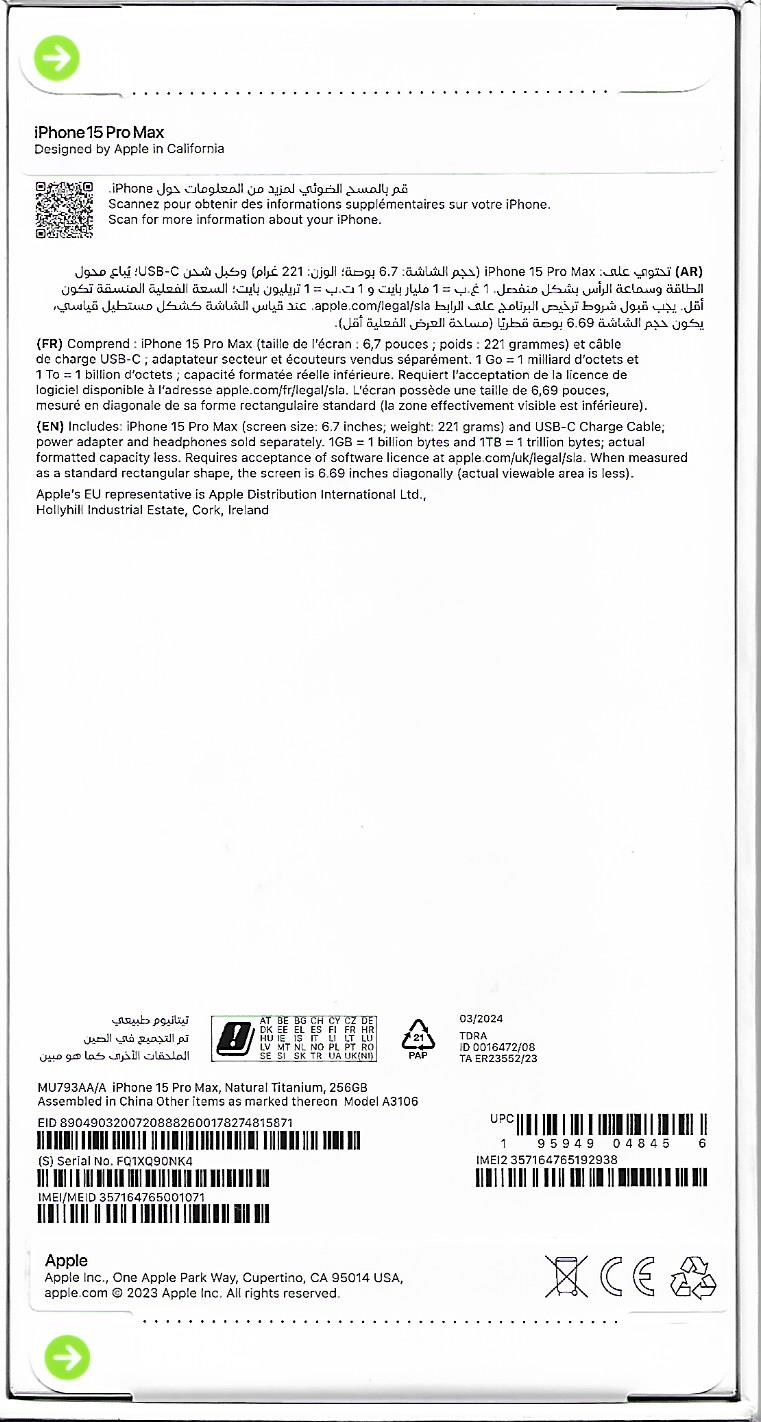 iPhone 15 Pro Max
Designed by Apple in California
قم بالمسح الضوئي لمزيد من المعلومات حول iPhone.
Scannez pour obtenir des informations supplémentaires sur votre iPhone.
Scan for more information about your iPhone.
(AR) تحتوي على: iPhone 15 Pro Max (حجم الشاشة: 6.7 بوصة؛ الوزن: 221 غرام) وكبل شحن USB-C؛ يُباع محول
الطاقة وسماعة الرأس بشكل منفصل. 1 غ.ب = 1 مليار بايت و 1 ت.ب = 1 تريليون بايت؛ السعة الفعلية المنسقة تكون
أقل. يجب قبول شروط ترخيص البرنامج على الرابط apple.com/legal/sla. عند قياس الشاشة كشكل مستطيل قياسي،
يكون حجم الشاشة 6.69 بوصة قطريًا (مساحة العرض الفعلية أقل).
(FR) Comprend : iPhone 15 Pro Max (taille de l'écran : 6,7 pouces ; poids : 221 grammes) et câble
de charge USB-C ; adaptateur secteur et écouteurs vendus séparément. 1 Go = 1 milliard d'octets et
1 To = 1 billion d'octets ; capacité formatée réelle inférieure. Requiert l'acceptation de la licence de
logiciel disponible à l'adresse apple.com/fr/legal/sla. L'écran possède une taille de 6,69 pouces,
mesuré en diagonale de sa forme rectangulaire standard (la zone effectivement visible est inférieure).
(EN) Includes: iPhone 15 Pro Max (screen size: 6.7 inches; weight: 221 grams) and USB-C Charge Cable;
power adapter and headphones sold separately. 1GB = 1 billion bytes and 1TB = 1 trillion bytes; actual
formatted capacity less. Requires acceptance of software licence at apple.com/uk/legal/sla. When measured
as a standard rectangular shape, the screen is 6.69 inches diagonally (actual viewable area is less).
Apple's EU representative is Apple Distribution International Ltd.,
Hollyhill Industrial Estate, Cork, Ireland
تيتانيوم طبيعي
تم التجميع في الصين
الملحقات الأخرى كما هو مبين
AT BE BG CH CY CZ DE
DK EE EL ES FI FR HR
HU IE IS IT LI LT LU
LV MT NL NO PL PT RO
SE SI SK TR UA UK(NI)
21
PAP
03/2024
TDRA
ID 0016472/08
TA ER23552/23
MU793AA/A iPhone 15 Pro Max, Natural Titanium, 256GB
Assembled in China Other items as marked thereon Model A3106
EID 89049032007208882600178274815871
UPC
1 95949 04845 6
(S) Serial No. FQ1XQ90NK4
IMEI2 357164765192938
IMEI/MEID 357164765001071
Apple
Apple Inc., One Apple Park Way, Cupertino, CA 95014 USA,
apple.com © 2023 Apple Inc. All rights reserved.
CE